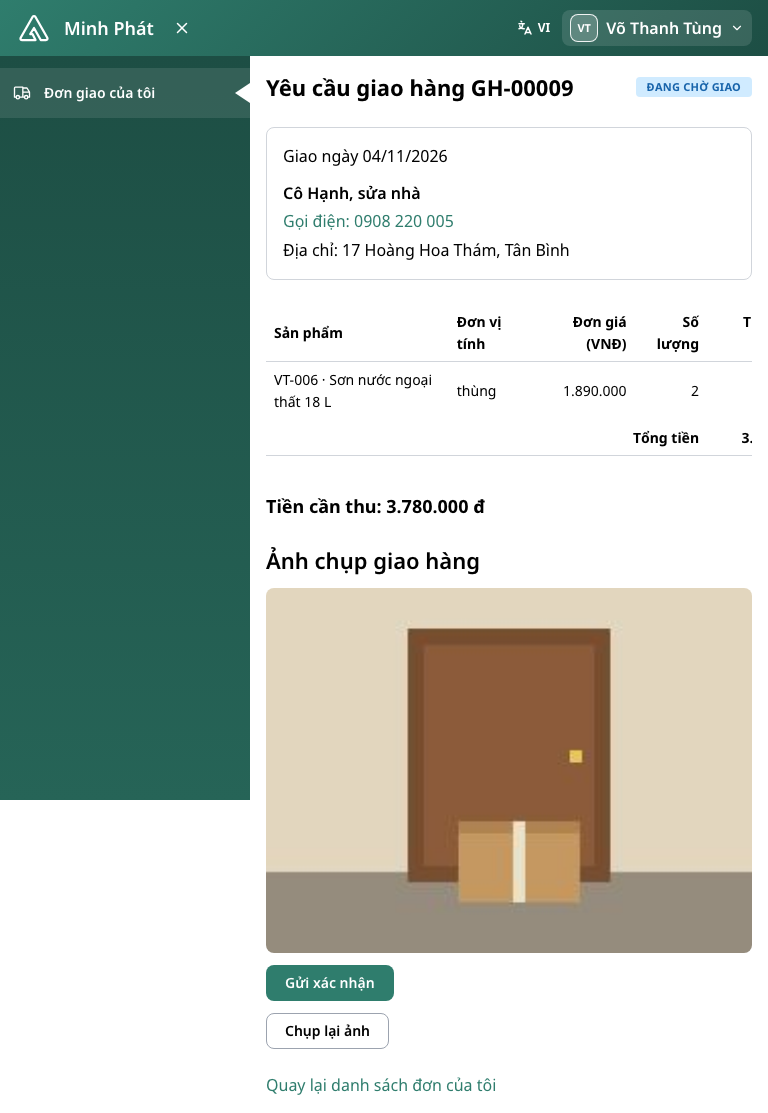 Minh Phát
VI
VT
Võ Thanh Tùng
Đơn giao của tôi
Yêu cầu giao hàng GH-00009
ĐANG CHỜ GIAO
Giao ngày 04/11/2026
Cô Hạnh, sửa nhà
Gọi điện: 0908 220 005
Địa chỉ: 17 Hoàng Hoa Thám, Tân Bình
Sản phẩm
Đơn vị
tính
Đơn giá
(VNĐ)
Số
lượng
T
VT-006 · Sơn nước ngoại
thất 18 L
thùng
1.890.000
2
Tổng tiền
3.
Tiền cần thu: 3.780.000 đ
Ảnh chụp giao hàng
Gửi xác nhận
Chụp lại ảnh
Quay lại danh sách đơn của tôi